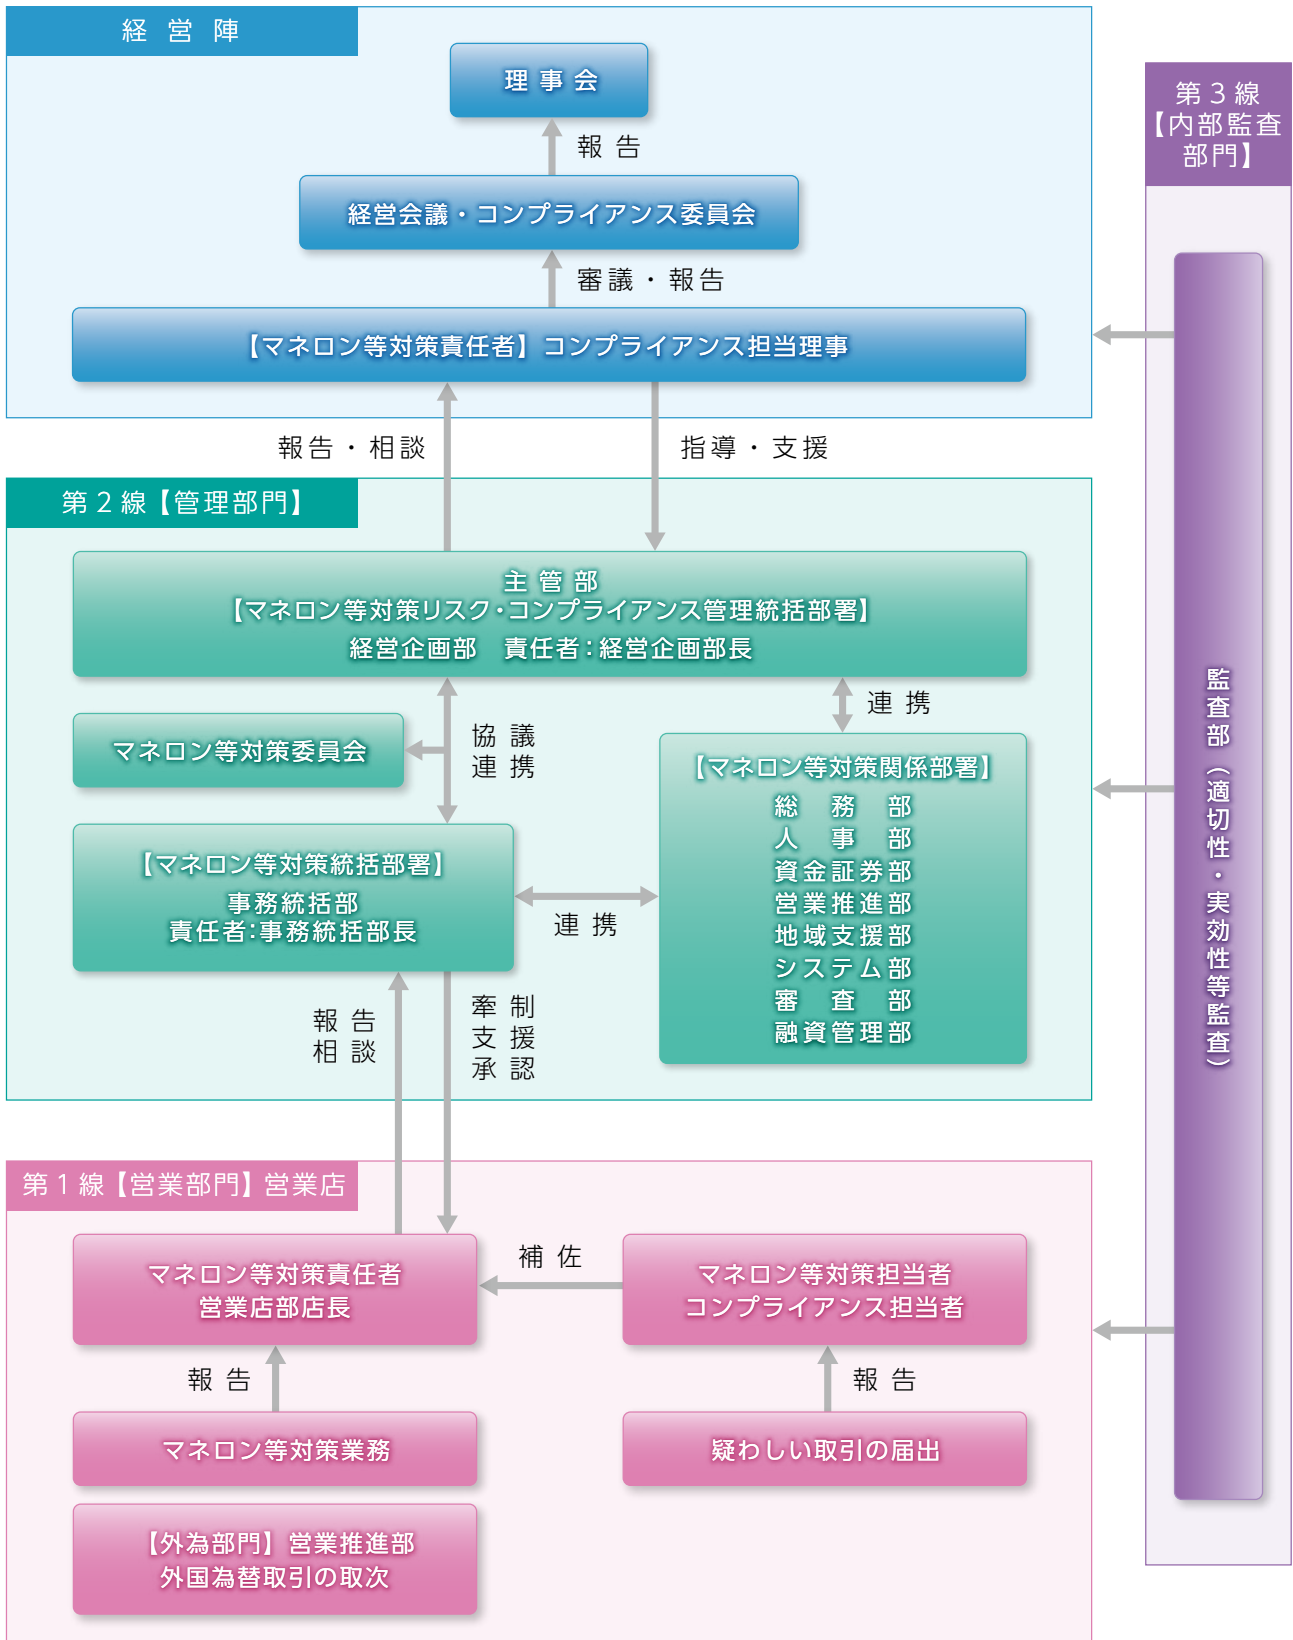 経営陣
理事会
報告
経営会議・コンプライアンス委員会
審議・報告
【マネロン等対策責任者】コンプライアンス担当理事
報告・相談
指導・支援
第2線【管理部門】
主管部
【マネロン等対策リスク・コンプライアンス管理統括部署】
経営企画部　責任者：経営企画部長
連携
マネロン等対策委員会
協議
連携
【マネロン等対策統括部署】
事務統括部
責任者：事務統括部長
連携
【マネロン等対策関係部署】
総務部
人事部
資金証券部
営業推進部
地域支援部
システム部
審査部
融資管理部
報告
相談
牽制
支援
承認
第1線【営業部門】営業店
マネロン等対策責任者
営業店部店長
補佐
マネロン等対策担当者
コンプライアンス担当者
報告
報告
マネロン等対策業務
疑わしい取引の届出
【外為部門】営業推進部
外国為替取引の取次
第3線
【内部監査
部門】
監査部（適切性・実効性等監査）